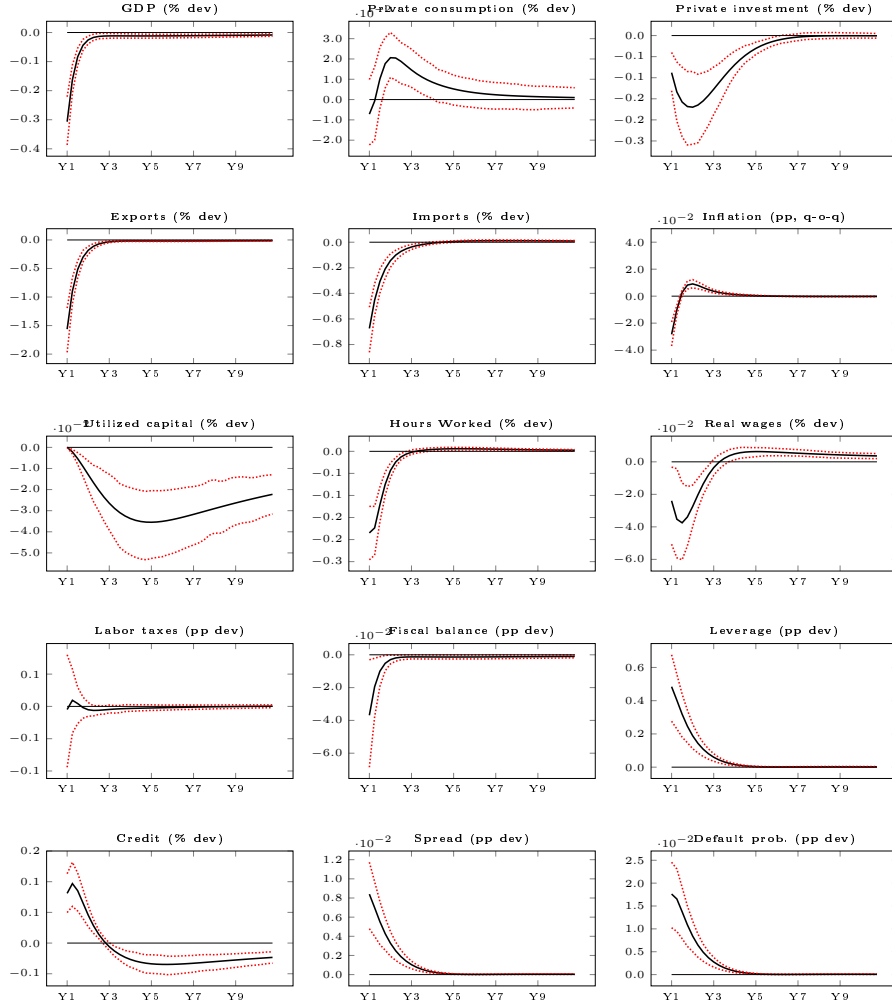 GDP (% dev)
0.0
−0.1
−0.2
−0.3
−0.4
Y1 Y3 Y5 Y7 Y9
Private consumption (% dev)
·10−2
3.0
2.0
1.0
0.0
−1.0
−2.0
Y1 Y3 Y5 Y7 Y9
Private investment (% dev)
0.0
−0.1
−0.1
−0.2
−0.2
−0.3
Y1 Y3 Y5 Y7 Y9
Exports (% dev)
0.0
−0.5
−1.0
−1.5
−2.0
Y1 Y3 Y5 Y7 Y9
Imports (% dev)
0.0
−0.2
−0.4
−0.6
−0.8
Y1 Y3 Y5 Y7 Y9
·10−2
Inflation (pp, q-o-q)
4.0
2.0
0.0
−2.0
−4.0
Y1 Y3 Y5 Y7 Y9
·10−2
Utilized capital (% dev)
0.0
−1.0
−2.0
−3.0
−4.0
−5.0
Y1 Y3 Y5 Y7 Y9
Hours Worked (% dev)
0.0
−0.1
−0.1
−0.2
−0.2
−0.3
Y1 Y3 Y5 Y7 Y9
·10−2
Real wages (% dev)
0.0
−2.0
−4.0
−6.0
Y1 Y3 Y5 Y7 Y9
Labor taxes (pp dev)
0.1
0.0
−0.1
−0.1
Y1 Y3 Y5 Y7 Y9
·10−2
Fiscal balance (pp dev)
0.0
−2.0
−4.0
−6.0
Y1 Y3 Y5 Y7 Y9
Leverage (pp dev)
0.6
0.4
0.2
0.0
Y1 Y3 Y5 Y7 Y9
Credit (% dev)
0.2
0.1
0.1
0.0
−0.1
Y1 Y3 Y5 Y7 Y9
·10−2
Spread (pp dev)
1.2
1.0
0.8
0.6
0.4
0.2
0.0
Y1 Y3 Y5 Y7 Y9
·10−2
Default prob. (pp dev)
2.5
2.0
1.5
1.0
0.5
0.0
Y1 Y3 Y5 Y7 Y9